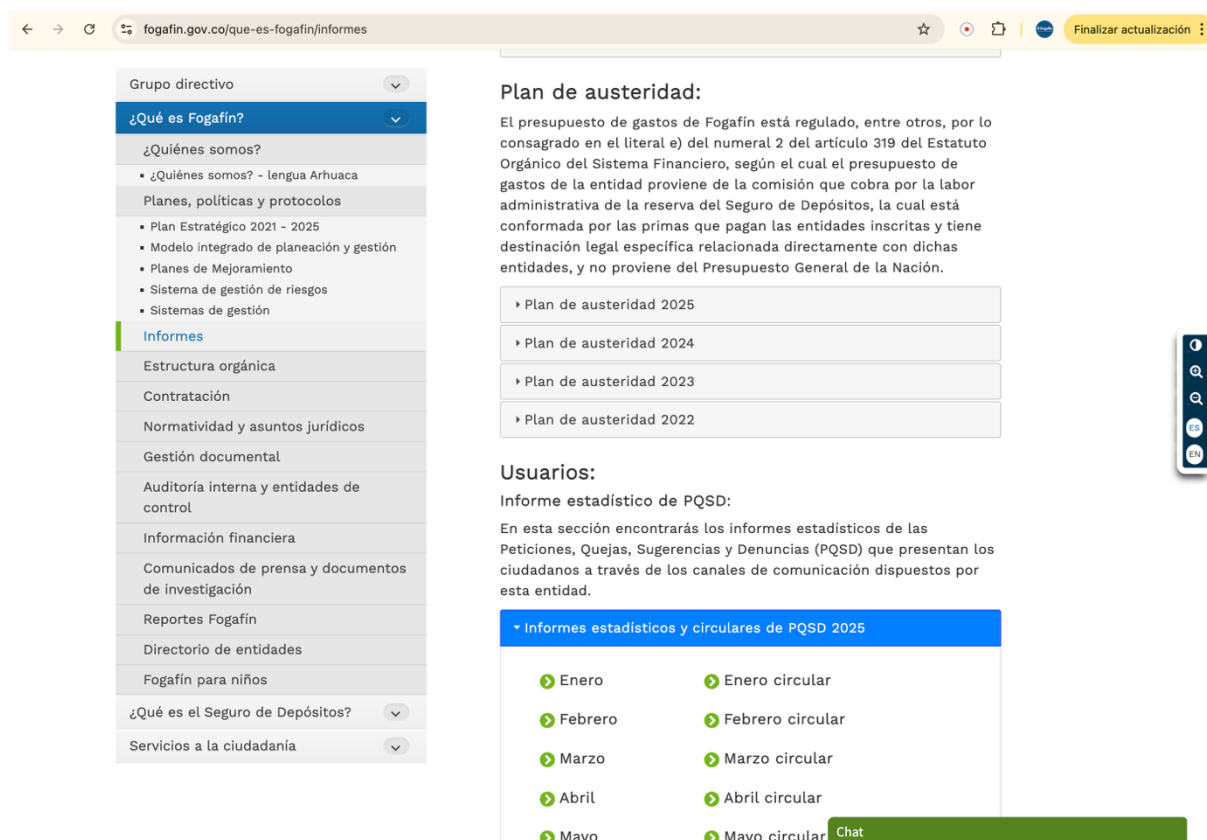 fogafin.gov.co/que-es-fogafin/informes
Finalizar actualización
Grupo directivo
¿Qué es Fogafín?
¿Quiénes somos?
¿Quiénes somos? - lengua Arhuaca
Planes, políticas y protocolos
Plan Estratégico 2021 - 2025
Modelo integrado de planeación y gestión
Planes de Mejoramiento
Sistema de gestión de riesgos
Sistemas de gestión
Informes
Estructura orgánica
Contratación
Normatividad y asuntos jurídicos
Gestión documental
Auditoría interna y entidades de
control
Información financiera
Comunicados de prensa y documentos
de investigación
Reportes Fogafín
Directorio de entidades
Fogafín para niños
¿Qué es el Seguro de Depósitos?
Servicios a la ciudadanía
Plan de austeridad:
El presupuesto de gastos de Fogafín está regulado, entre otros, por lo
consagrado en el literal e) del numeral 2 del artículo 319 del Estatuto
Orgánico del Sistema Financiero, según el cual el presupuesto de
gastos de la entidad proviene de la comisión que cobra por la labor
administrativa de la reserva del Seguro de Depósitos, la cual está
conformada por las primas que pagan las entidades inscritas y tiene
destinación legal específica relacionada directamente con dichas
entidades, y no proviene del Presupuesto General de la Nación.
Plan de austeridad 2025
Plan de austeridad 2024
Plan de austeridad 2023
Plan de austeridad 2022
Usuarios:
Informe estadístico de PQSD:
En esta sección encontrarás los informes estadísticos de las
Peticiones, Quejas, Sugerencias y Denuncias (PQSD) que presentan los
ciudadanos a través de los canales de comunicación dispuestos por
esta entidad.
Informes estadísticos y circulares de PQSD 2025
Enero Enero circular
Febrero Febrero circular
Marzo Marzo circular
Abril Abril circular
Mayo Mayo circular
Chat
ES
EN